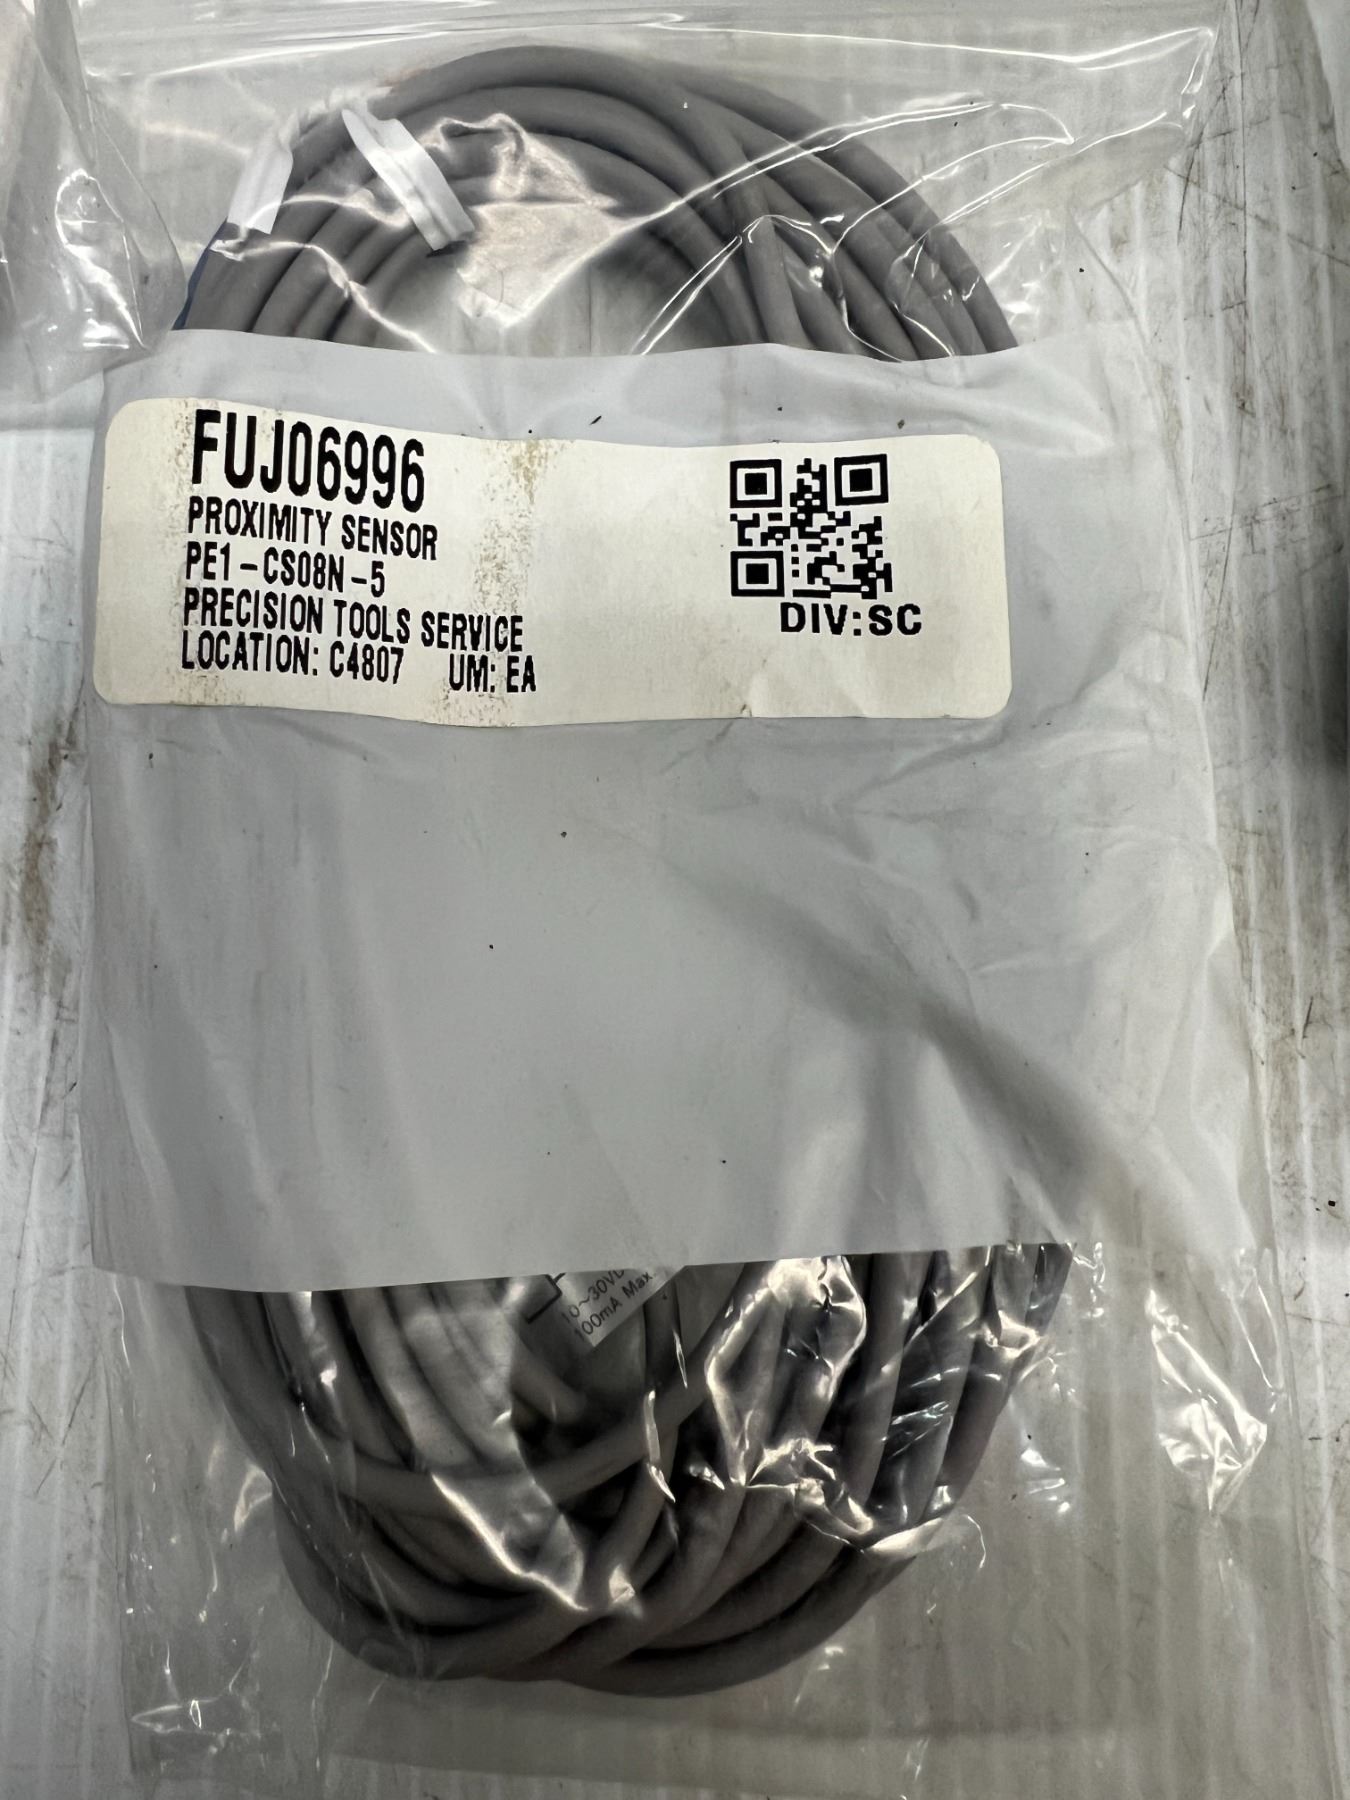 FUJ06996
PROXIMITY SENSOR
PE1-CS08N-5
PRECISION TOOLS SERVICE
LOCATION: C4807 UM: EA
DIV:SC
100mA Max